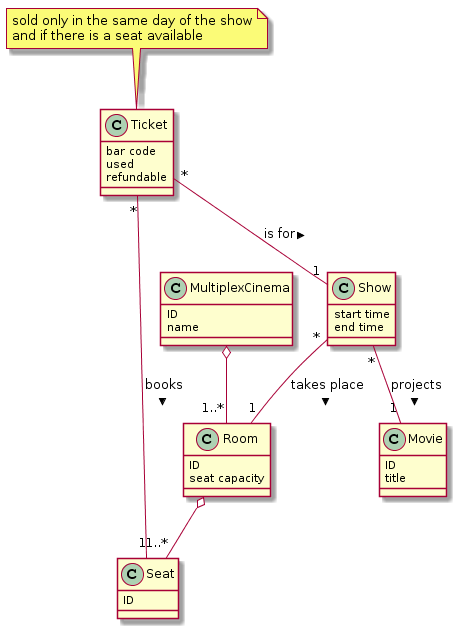 sold only in the same day of the show
and if there is a seat available
C Ticket
bar code
used
refundable
*
*
is for ▶
1
C MultiplexCinema
ID
name
C Show
start time
end time
*
*
books
▼
takes place
▼
projects
▼
1..*
1
1
C Room
ID
seat capacity
C Movie
ID
title
1
1..*
C Seat
ID